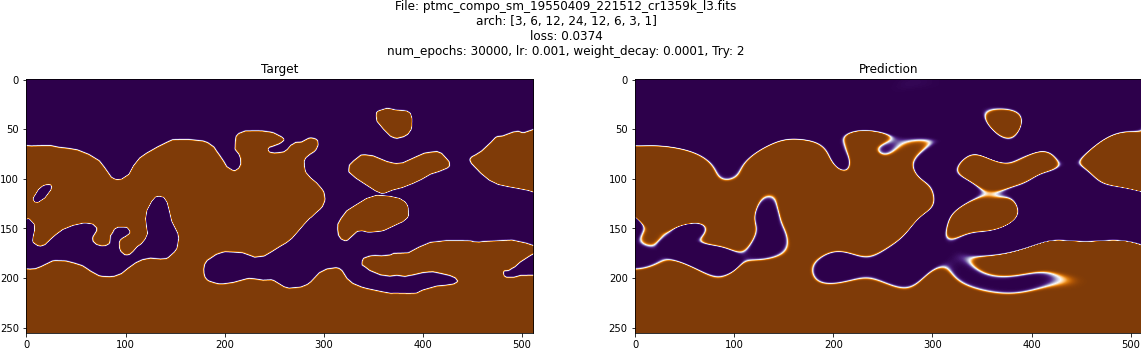 File: ptmc_compo_sm_19550409_221512_cr1359k_l3.fits
arch: [3, 6, 12, 24, 12, 6, 3, 1]
loss: 0.0374
num_epochs: 30000, lr: 0.001, weight_decay: 0.0001, Try: 2
Target
0
50
100
150
200
250
0 100 200 300 400 500
Prediction
0
50
100
150
200
250
0 100 200 300 400 500